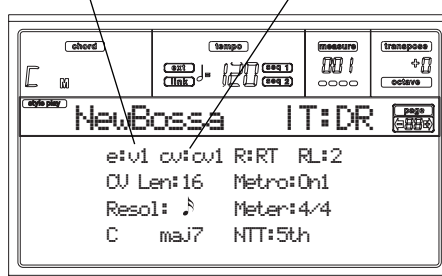 chord tempo measure transpose
C M ext link ♩= 120 seq 1 seq 2 001 +0 octave
style play NewBossa IT:DR page
e:v1 cv:cv1 R:RT RL:2
CV Len:16 Metro:On1
Resol: ♪ Meter:4/4
C maj7 NTT:5th